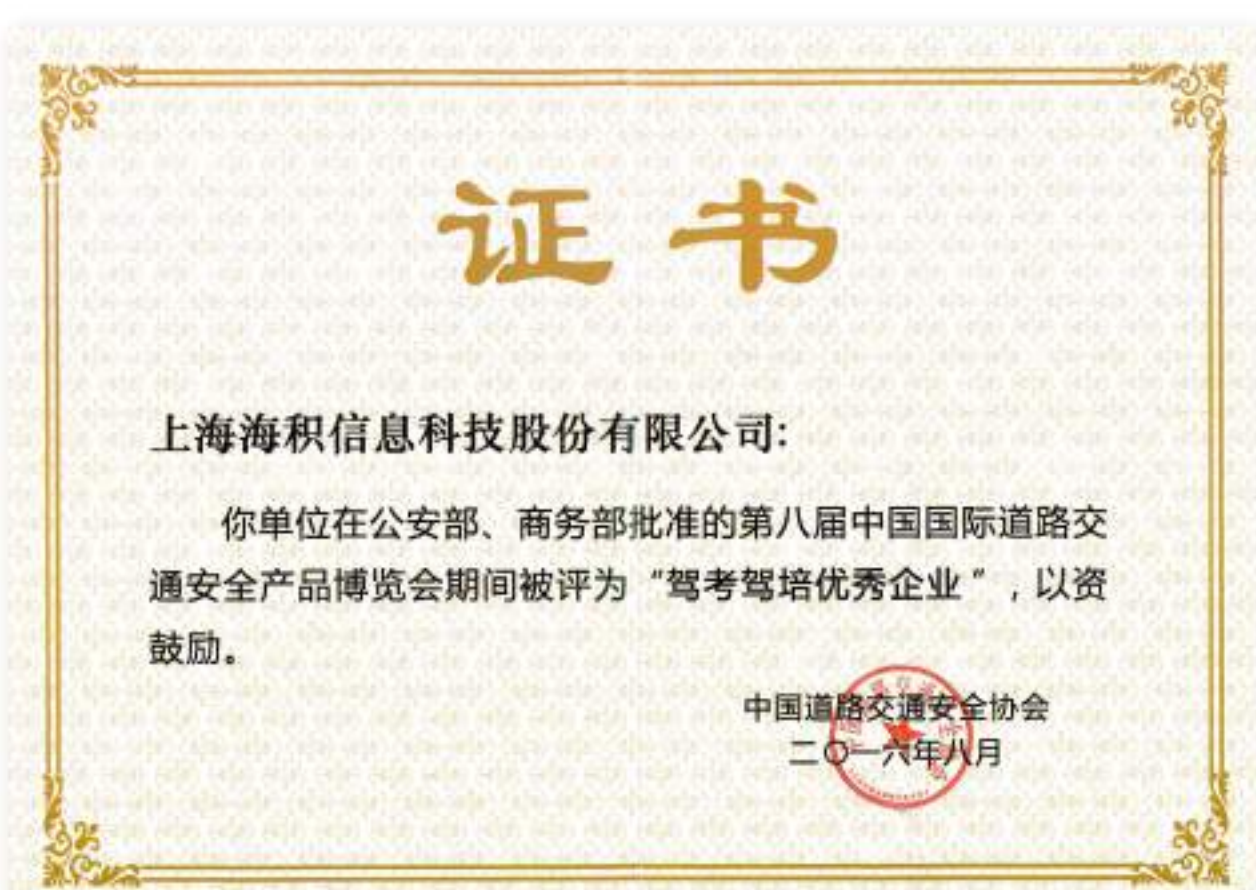 证书
上海海积信息科技股份有限公司:
你单位在公安部、商务部批准的第八届中国国际道路交
通安全产品博览会期间被评为“驾考驾培优秀企业”,以资
鼓励。
中国道路交通安全协会
二〇一六年八月